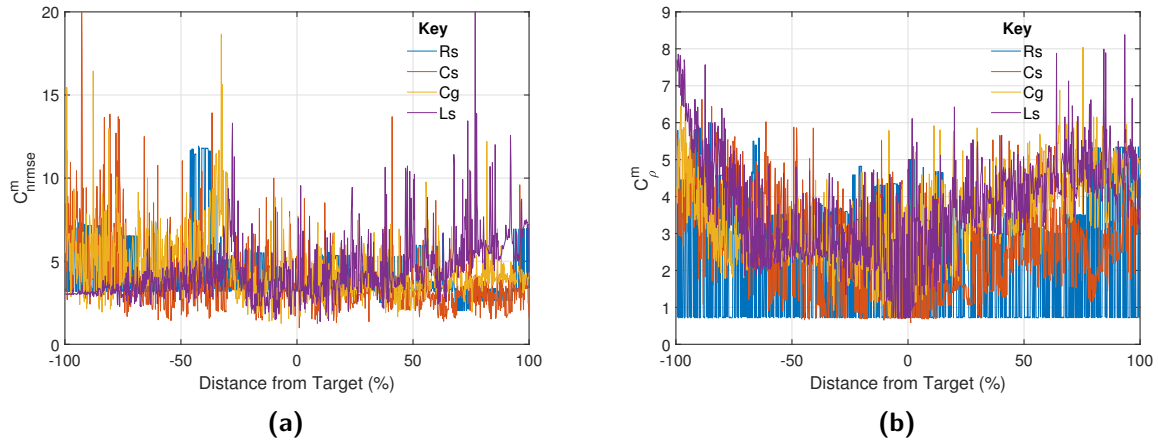 20
15
10
5
0
C^m_nrmse
-100
-50
0
50
100
Distance from Target (%)
Key
Rs
Cs
Cg
Ls
(a)
9
8
7
6
5
4
3
2
1
0
C^m_ρ
-100
-50
0
50
100
Distance from Target (%)
Key
Rs
Cs
Cg
Ls
(b)